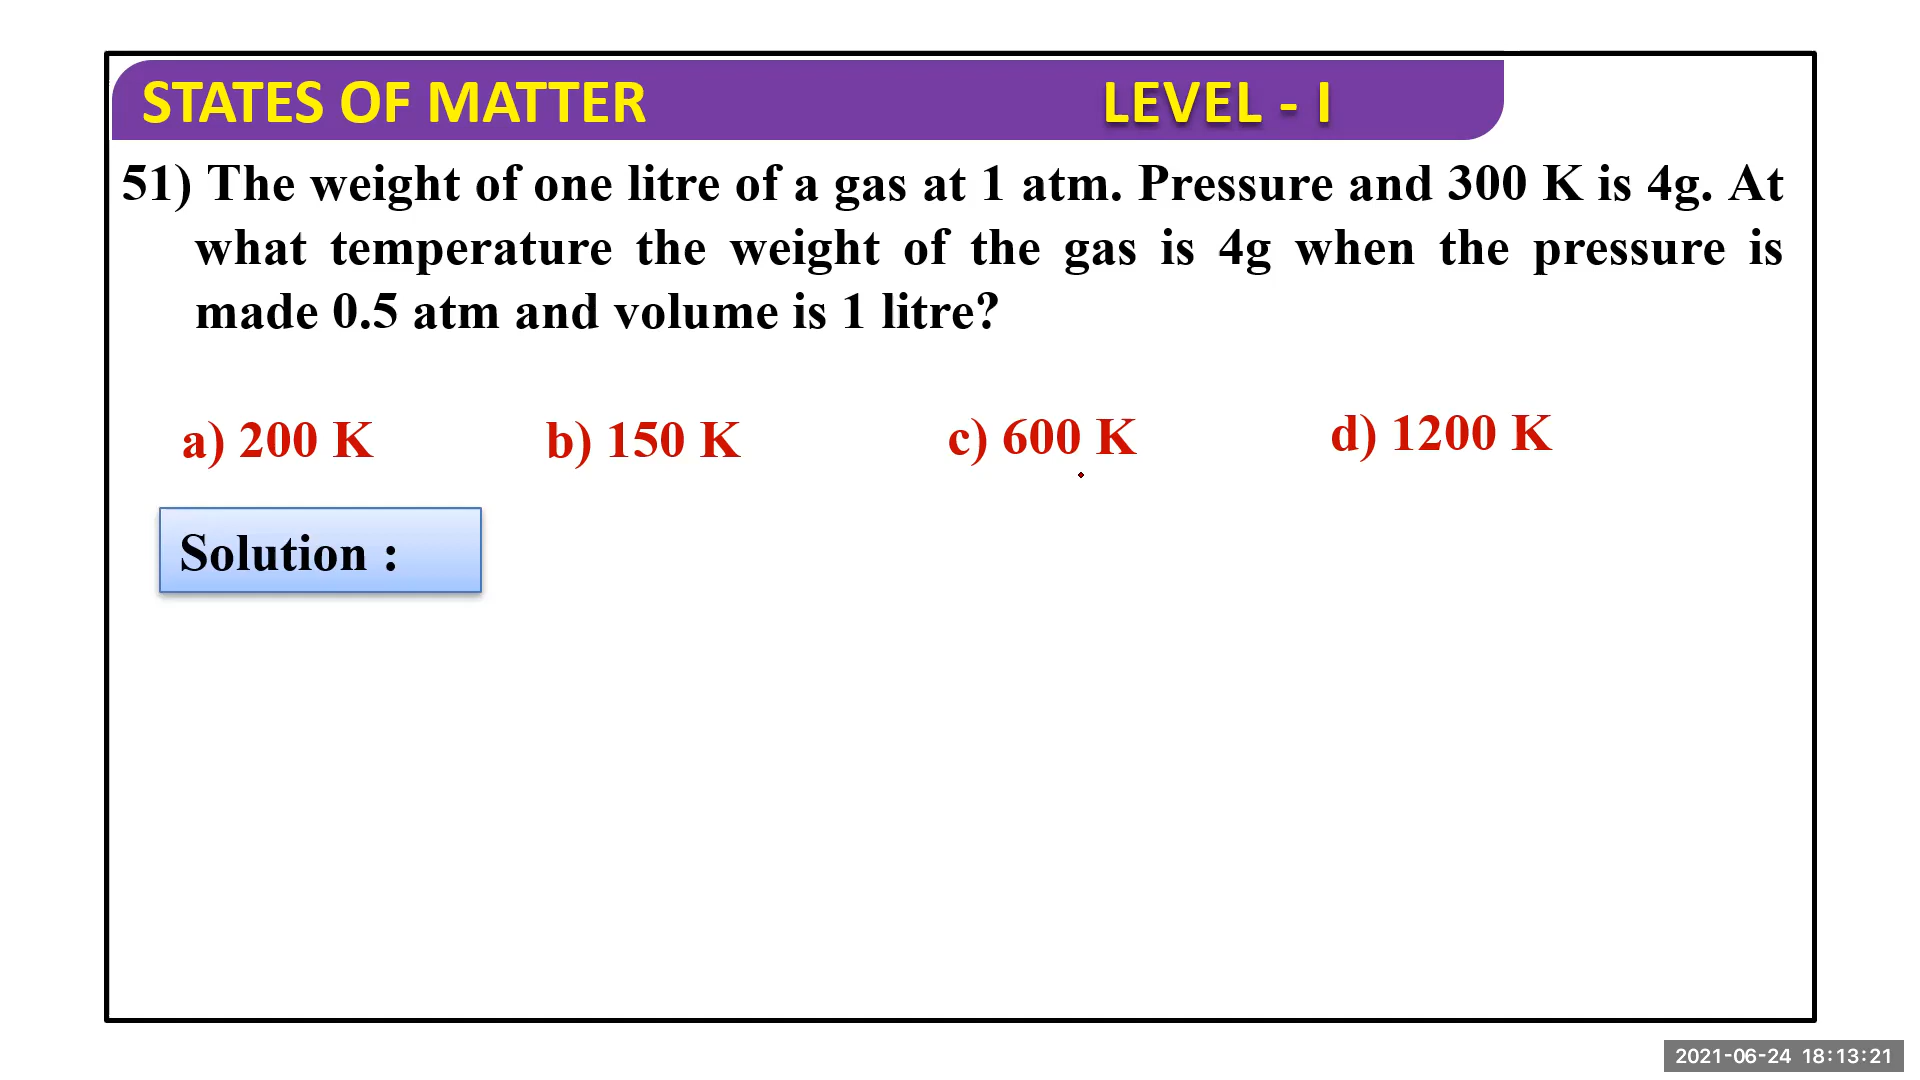 STATES OF MATTER LEVEL - I
51) The weight of one litre of a gas at 1 atm. Pressure and 300 K is 4g. At
what temperature the weight of the gas is 4g when the pressure is
made 0.5 atm and volume is 1 litre?
a) 200 K b) 150 K c) 600 K d) 1200 K
Solution :
2021-06-24 18:13:21